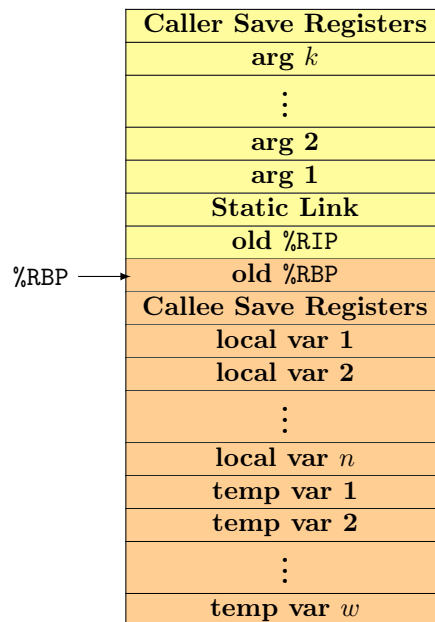 Caller Save Registers
arg k
⋮
arg 2
arg 1
Static Link
old %RIP
%RBP
old %RBP
Callee Save Registers
local var 1
local var 2
⋮
local var n
temp var 1
temp var 2
⋮
temp var w